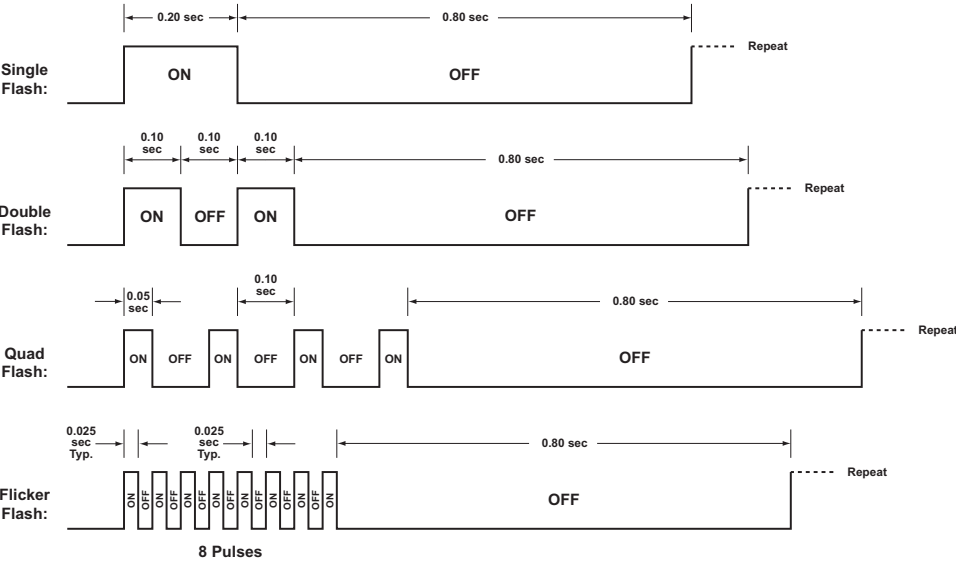 0.20 sec
0.80 sec
Repeat
Single
Flash:
ON
OFF
0.10
sec
0.10
sec
0.10
sec
0.80 sec
Repeat
Double
Flash:
ON
OFF
ON
OFF
0.05
sec
0.10
sec
0.80 sec
Repeat
Quad
Flash:
ON
OFF
ON
OFF
ON
OFF
ON
OFF
0.025
sec
Typ.
0.025
sec
Typ.
0.80 sec
Repeat
Flicker
Flash:
ON
OFF
ON
OFF
ON
OFF
ON
OFF
ON
OFF
ON
OFF
ON
OFF
ON
OFF
8 Pulses